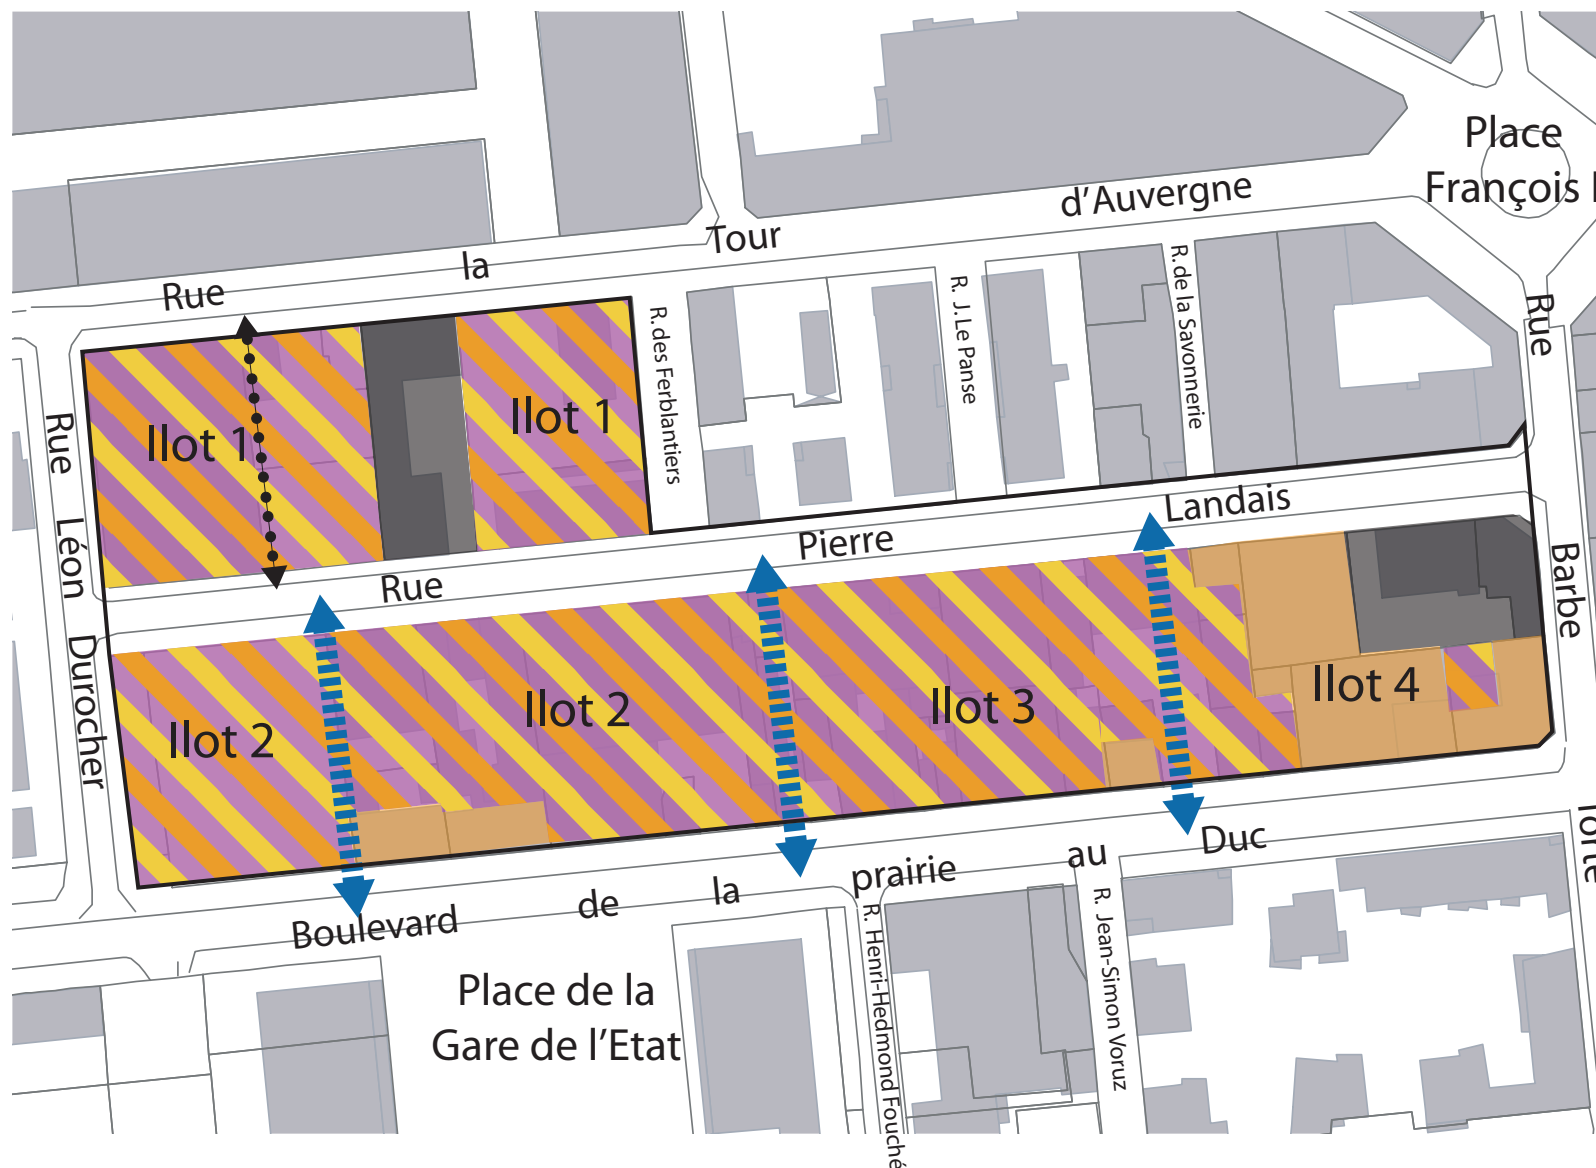 Place
François I
Rue la Tour d'Auvergne
R. des Ferblantiers
R. J. Le Panse
R. de la Savonnerie
Rue Barbe Torte
Rue Léon Durocher
Ilot 1
Ilot 1
Rue Pierre Landais
Ilot 2
Ilot 2
Ilot 3
Ilot 4
Boulevard de la prairie au Duc
Place de la
Gare de l'Etat
R. Henri-Hedmond Fouché
R. Jean-Simon Voruz